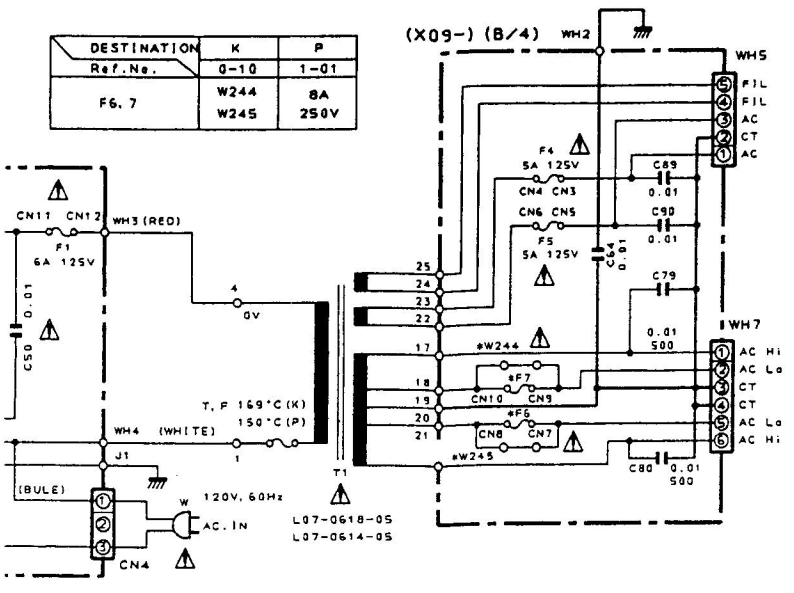 (X09-) (B/4) WH2
DESTINATION K P
Ref.No. 0-10 1-01
F6, 7 W244 8A
W245 250V
WH5
5 FIL
4 FIL
3 AC
2 CT
1 AC
F4
5A 125V
CN4 CN3
C89
0.01
CN6 CN5
F5
5A 125V
C90
0.01
C64
0.01
C79
0.01
500
CN11 CN12
WH3(RED)
F1
6A 125V
0.01
C50
4
0V
25
24
23
22
17
18
19
20
21
*W244
*F7
CN10 CN9
*F6
CN8 CN7
*W245
C80 0.01
500
WH7
1 AC Hi
2 AC Lo
3 CT
4 CT
5 AC Lo
6 AC Hi
T,F 169°C(K)
150°C(P)
WH4 (WHITE)
1
J1
T1
(BULE)
120V,60Hz
W
AC.IN
1
2
3
CN4
L07-0618-05
L07-0614-05